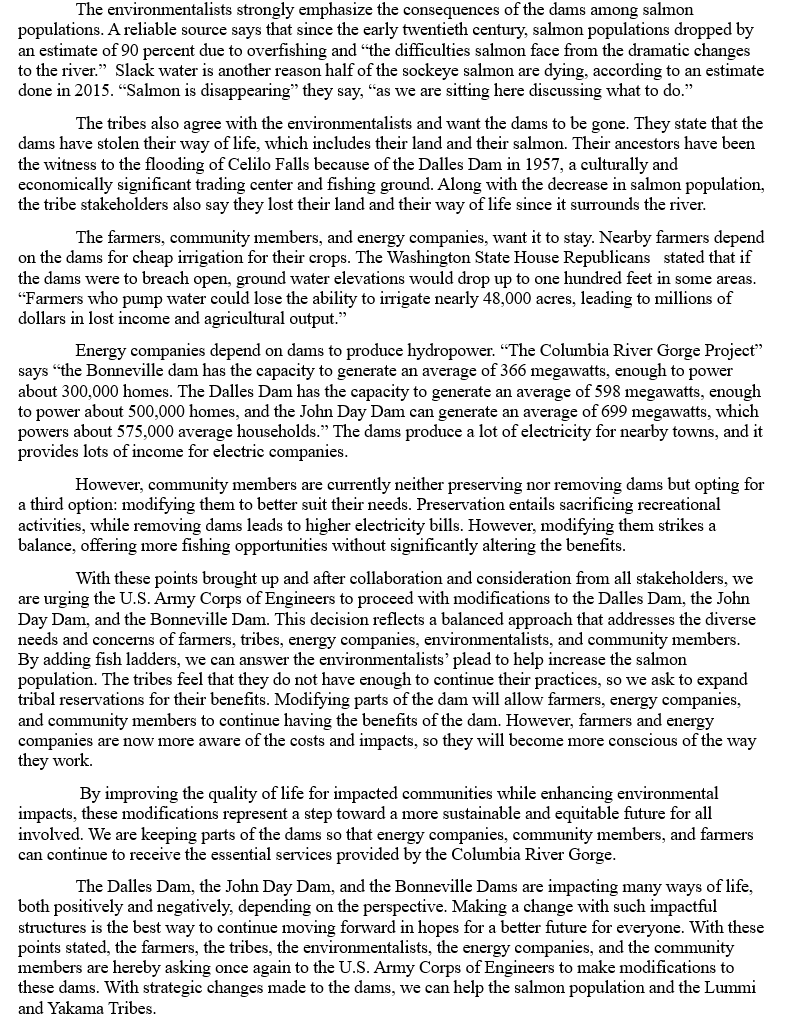 The environmentalists strongly emphasize the consequences of the dams among salmon
populations. A reliable source says that since the early twentieth century, salmon populations dropped by
an estimate of 90 percent due to overfishing and “the difficulties salmon face from the dramatic changes
to the river.”  Slack water is another reason half of the sockeye salmon are dying, according to an estimate
done in 2015. “Salmon is disappearing” they say, “as we are sitting here discussing what to do.”
The tribes also agree with the environmentalists and want the dams to be gone. They state that the
dams have stolen their way of life, which includes their land and their salmon. Their ancestors have been
the witness to the flooding of Celilo Falls because of the Dalles Dam in 1957, a culturally and
economically significant trading center and fishing ground. Along with the decrease in salmon population,
the tribe stakeholders also say they lost their land and their way of life since it surrounds the river.
The farmers, community members, and energy companies, want it to stay. Nearby farmers depend
on the dams for cheap irrigation for their crops. The Washington State House Republicans   stated that if
the dams were to breach open, ground water elevations would drop up to one hundred feet in some areas.
“Farmers who pump water could lose the ability to irrigate nearly 48,000 acres, leading to millions of
dollars in lost income and agricultural output.”
Energy companies depend on dams to produce hydropower. “The Columbia River Gorge Project”
says “the Bonneville dam has the capacity to generate an average of 366 megawatts, enough to power
about 300,000 homes. The Dalles Dam has the capacity to generate an average of 598 megawatts, enough
to power about 500,000 homes, and the John Day Dam can generate an average of 699 megawatts, which
powers about 575,000 average households.” The dams produce a lot of electricity for nearby towns, and it
provides lots of income for electric companies.
However, community members are currently neither preserving nor removing dams but opting for
a third option: modifying them to better suit their needs. Preservation entails sacrificing recreational
activities, while removing dams leads to higher electricity bills. However, modifying them strikes a
balance, offering more fishing opportunities without significantly altering the benefits.
With these points brought up and after collaboration and consideration from all stakeholders, we
are urging the U.S. Army Corps of Engineers to proceed with modifications to the Dalles Dam, the John
Day Dam, and the Bonneville Dam. This decision reflects a balanced approach that addresses the diverse
needs and concerns of farmers, tribes, energy companies, environmentalists, and community members.
By adding fish ladders, we can answer the environmentalists’ plead to help increase the salmon
population. The tribes feel that they do not have enough to continue their practices, so we ask to expand
tribal reservations for their benefits. Modifying parts of the dam will allow farmers, energy companies,
and community members to continue having the benefits of the dam. However, farmers and energy
companies are now more aware of the costs and impacts, so they will become more conscious of the way
they work.
By improving the quality of life for impacted communities while enhancing environmental
impacts, these modifications represent a step toward a more sustainable and equitable future for all
involved. We are keeping parts of the dams so that energy companies, community members, and farmers
can continue to receive the essential services provided by the Columbia River Gorge.
The Dalles Dam, the John Day Dam, and the Bonneville Dams are impacting many ways of life,
both positively and negatively, depending on the perspective. Making a change with such impactful
structures is the best way to continue moving forward in hopes for a better future for everyone. With these
points stated, the farmers, the tribes, the environmentalists, the energy companies, and the community
members are hereby asking once again to the U.S. Army Corps of Engineers to make modifications to
these dams. With strategic changes made to the dams, we can help the salmon population and the Lummi
and Yakama Tribes.